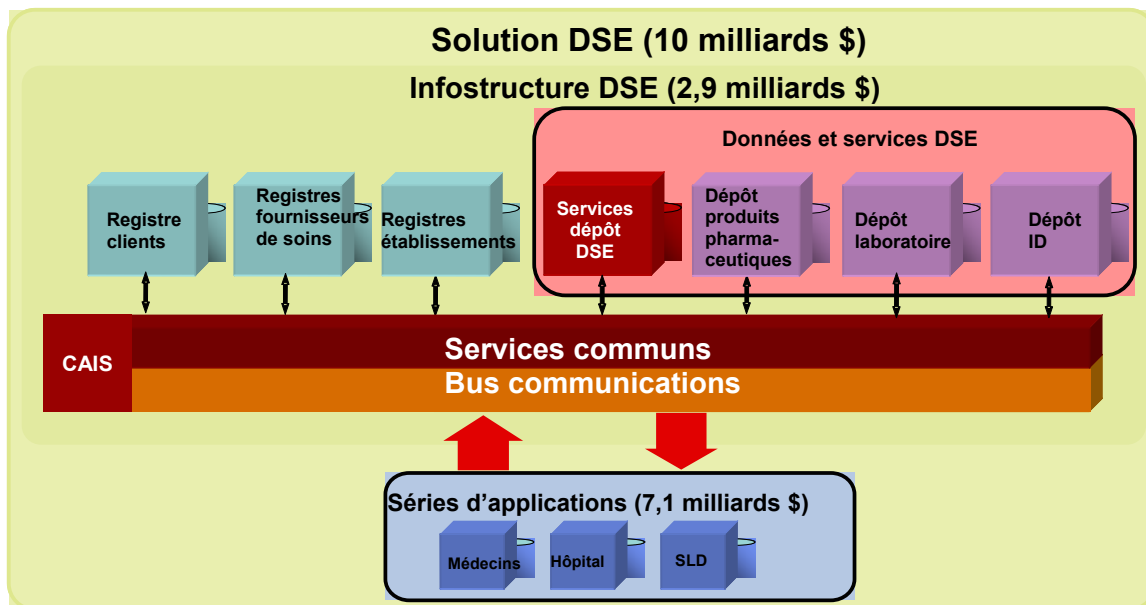 Solution DSE (10 milliards $)
Infostructure DSE (2,9 milliards $)
Données et services DSE
Registre
clients
Registres
fournisseurs
de soins
Registres
établissements
Services
dépôt
DSE
Dépôt
produits
pharma-
ceutiques
Dépôt
laboratoire
Dépôt
ID
CAIS
Services communs
Bus communications
Séries d’applications (7,1 milliards $)
Médecins
Hôpital
SLD